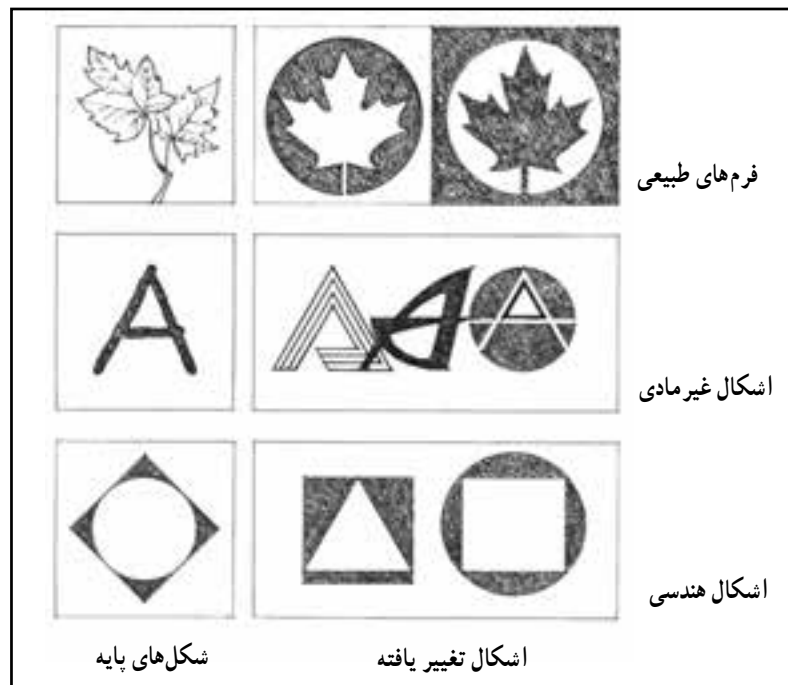 فرم‌های طبیعی
A
A A A
اشکال غیرمادی
اشکال هندسی
اشکال تغییر یافته
شکل‌های پایه